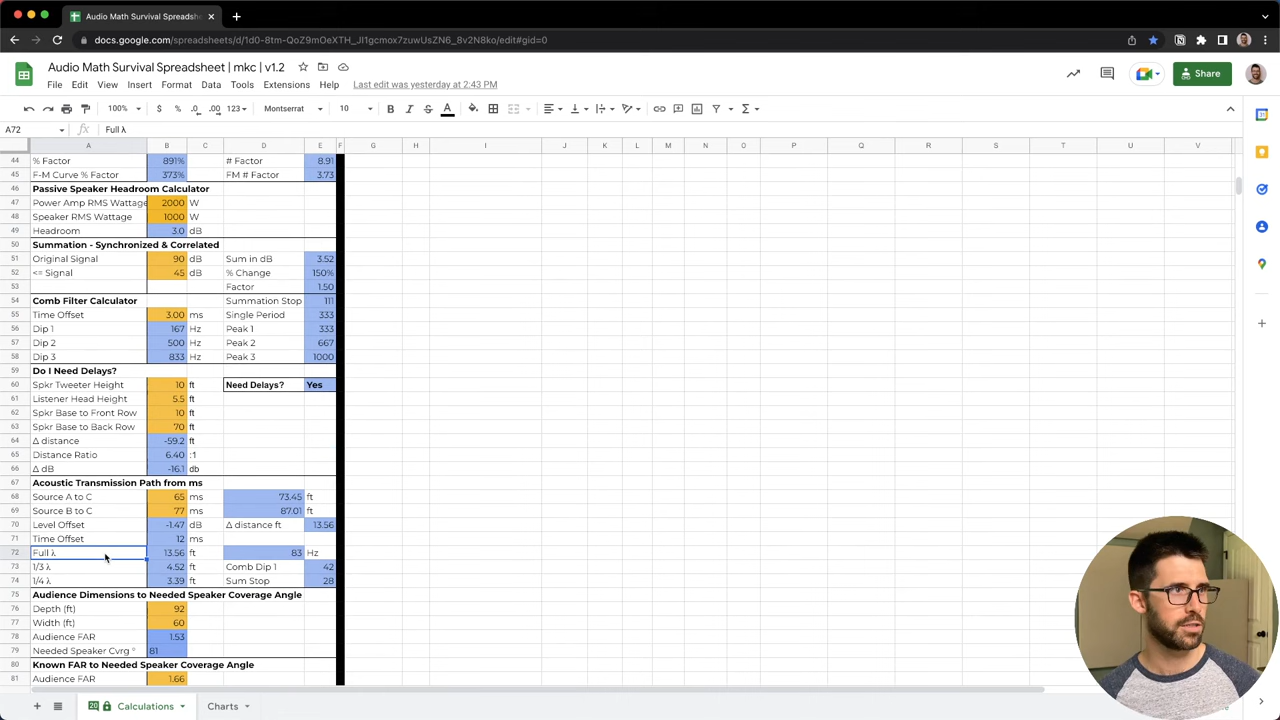 Audio Math Survival Spreadshe
docs.google.com/spreadsheets/d/1d0-8tm-QoZ9mOeXTH_JI1gcmox7zuwUsZN6_8v2N8ko/edit#gid=0
Audio Math Survival Spreadsheet | mkc | v1.2
File Edit View Insert Format Data Tools Extensions Help Last edit was yesterday at 2:43 PM
Share
100% $ % .0 .00 123 Montserrat 10 B I S A
A72 fx Full λ
A B C D E F G H I J K L M N O P Q R S T U V
44 % Factor 891% # Factor 8.91
45 F-M Curve % Factor 373% FM # Factor 3.73
46 Passive Speaker Headroom Calculator
47 Power Amp RMS Wattage 2000 W
48 Speaker RMS Wattage 1000 W
49 Headroom 3.0 dB
50 Summation - Synchronized & Correlated
51 Original Signal 90 dB Sum in dB 3.52
52 <= Signal 45 dB % Change 150%
53 Factor 1.50
54 Comb Filter Calculator Summation Stop 111
55 Time Offset 3.00 ms Single Period 333
56 Dip 1 167 Hz Peak 1 333
57 Dip 2 500 Hz Peak 2 667
58 Dip 3 833 Hz Peak 3 1000
59 Do I Need Delays?
60 Spkr Tweeter Height 10 ft Need Delays? Yes
61 Listener Head Height 5.5 ft
62 Spkr Base to Front Row 10 ft
63 Spkr Base to Back Row 70 ft
64 Δ distance -59.2 ft
65 Distance Ratio 6.40 :1
66 Δ dB -16.1 db
67 Acoustic Transmission Path from ms
68 Source A to C 65 ms 73.45 ft
69 Source B to C 77 ms 87.01 ft
70 Level Offset -1.47 dB Δ distance ft 13.56
71 Time Offset 12 ms
72 Full λ 13.56 ft 83 Hz
73 1/3 λ 4.52 ft Comb Dip 1 42
74 1/4 λ 3.39 ft Sum Stop 28
75 Audience Dimensions to Needed Speaker Coverage Angle
76 Depth (ft) 92
77 Width (ft) 60
78 Audience FAR 1.53
79 Needed Speaker Cvrg ° 81
80 Known FAR to Needed Speaker Coverage Angle
81 Audience FAR 1.66
20 Calculations Charts